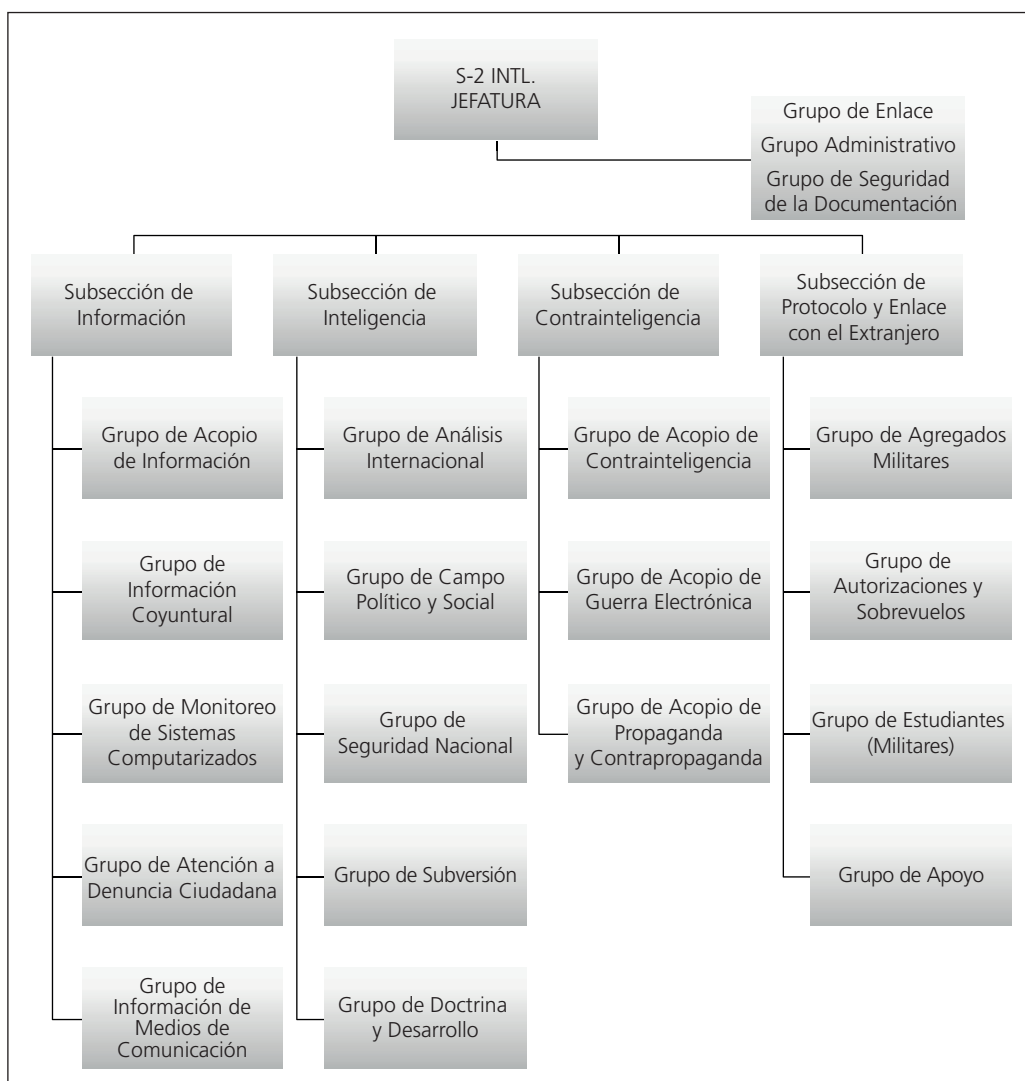 S-2 INTL.
JEFATURA
Grupo de Enlace
Grupo Administrativo
Grupo de Seguridad
de la Documentación
Subsección de
Información
Subsección de
Inteligencia
Subsección de
Contrainteligencia
Subsección de
Protocolo y Enlace
con el Extranjero
Grupo de Acopio
de Información
Grupo de Análisis
Internacional
Grupo de Acopio de
Contrainteligencia
Grupo de Agregados
Militares
Grupo de
Información
Coyuntural
Grupo de Campo
Político y Social
Grupo de Acopio de
Guerra Electrónica
Grupo de
Autorizaciones y
Sobrevuelos
Grupo de Monitoreo
de Sistemas
Computarizados
Grupo de
Seguridad Nacional
Grupo de Acopio de
Propaganda
y Contrapropaganda
Grupo de Estudiantes
(Militares)
Grupo de Atención a
Denuncia Ciudadana
Grupo de Subversión
Grupo de Apoyo
Grupo de
Información de
Medios de
Comunicación
Grupo de Doctrina
y Desarrollo